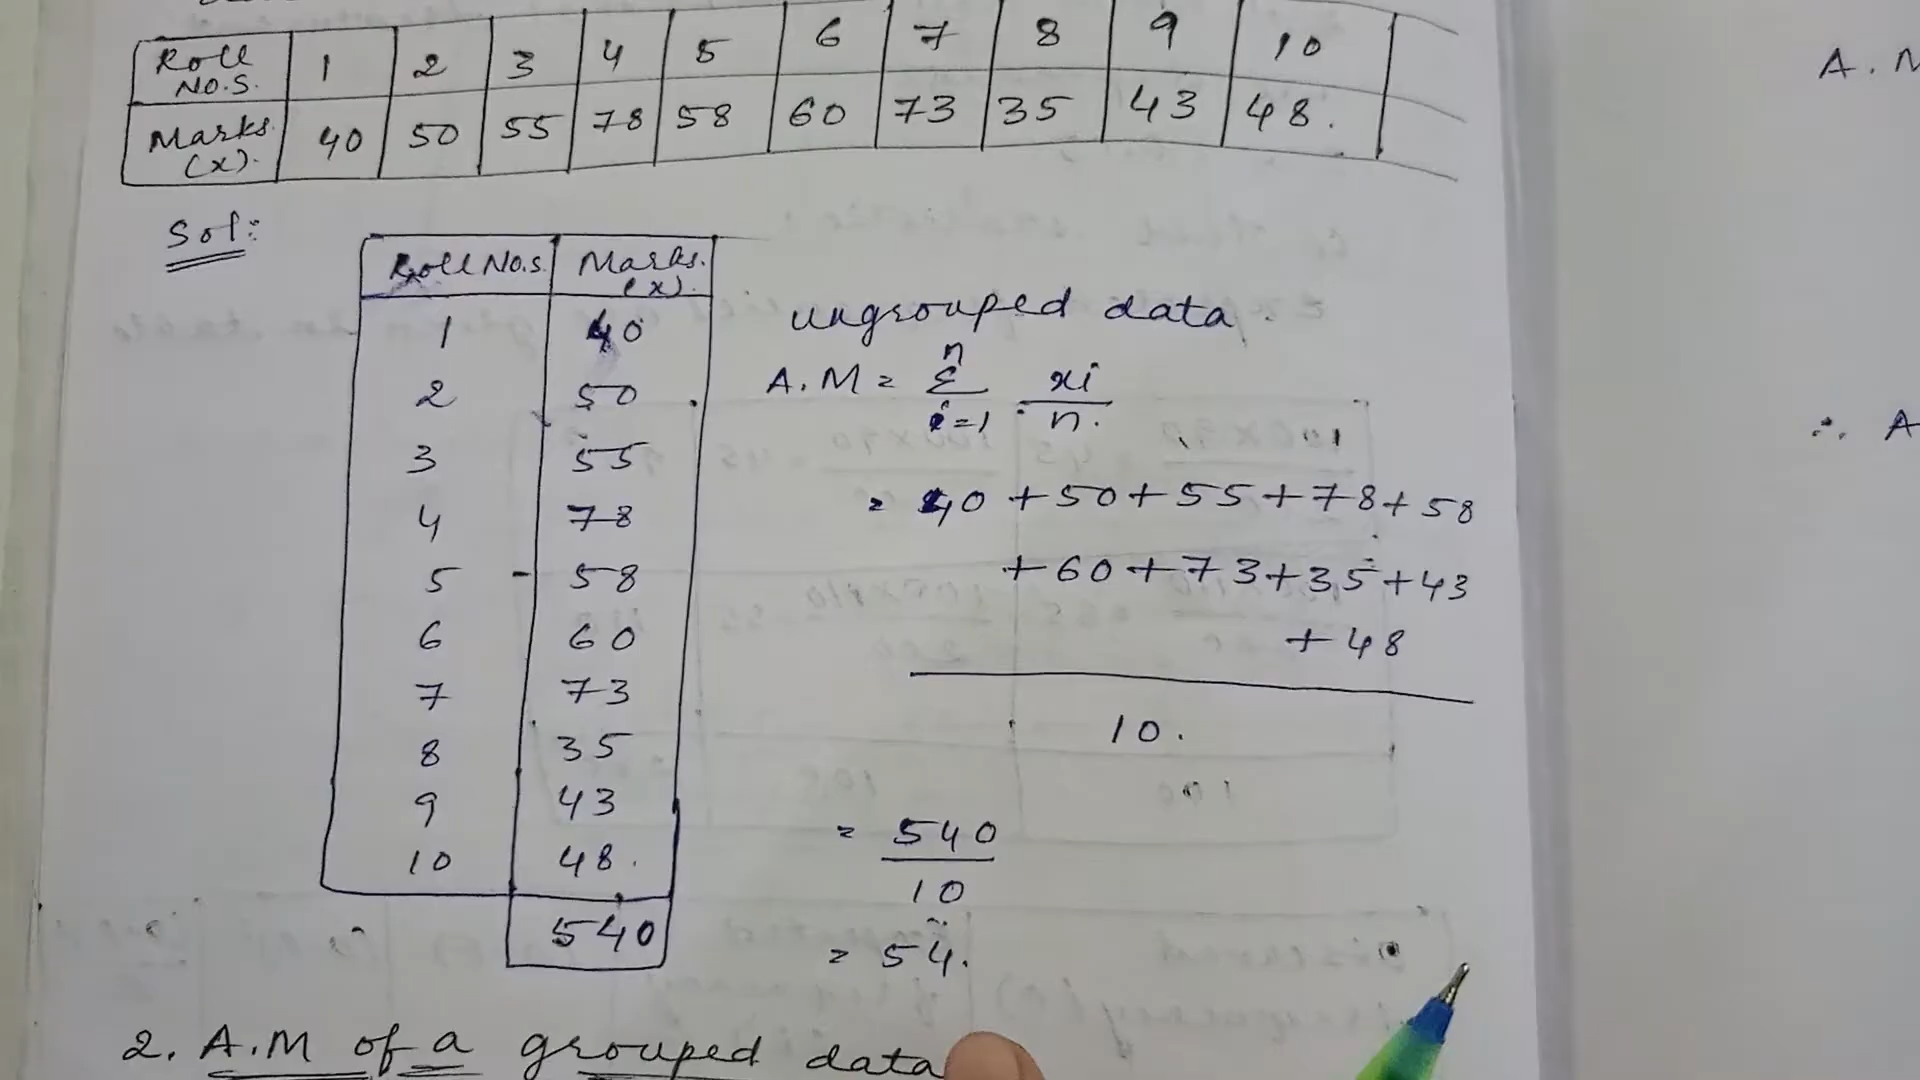 Roll No.s. 1 2 3 4 5 6 7 8 9 10
Marks (x). 40 50 55 78 58 60 73 35 43 48.
Sol:
Roll No.s. Marks. (x).
1 40
2 50
3 55
4 78
5 58
6 60
7 73
8 35
9 43
10 48.
540
ungrouped data.
A.M = n Σ i=1 xi / n.
= 40 + 50 + 55 + 78 + 58
+ 60 + 73 + 35 + 43
+ 48
10.
= 540 / 10
= 54.
2. A.M of a grouped data
A.M
∴ A